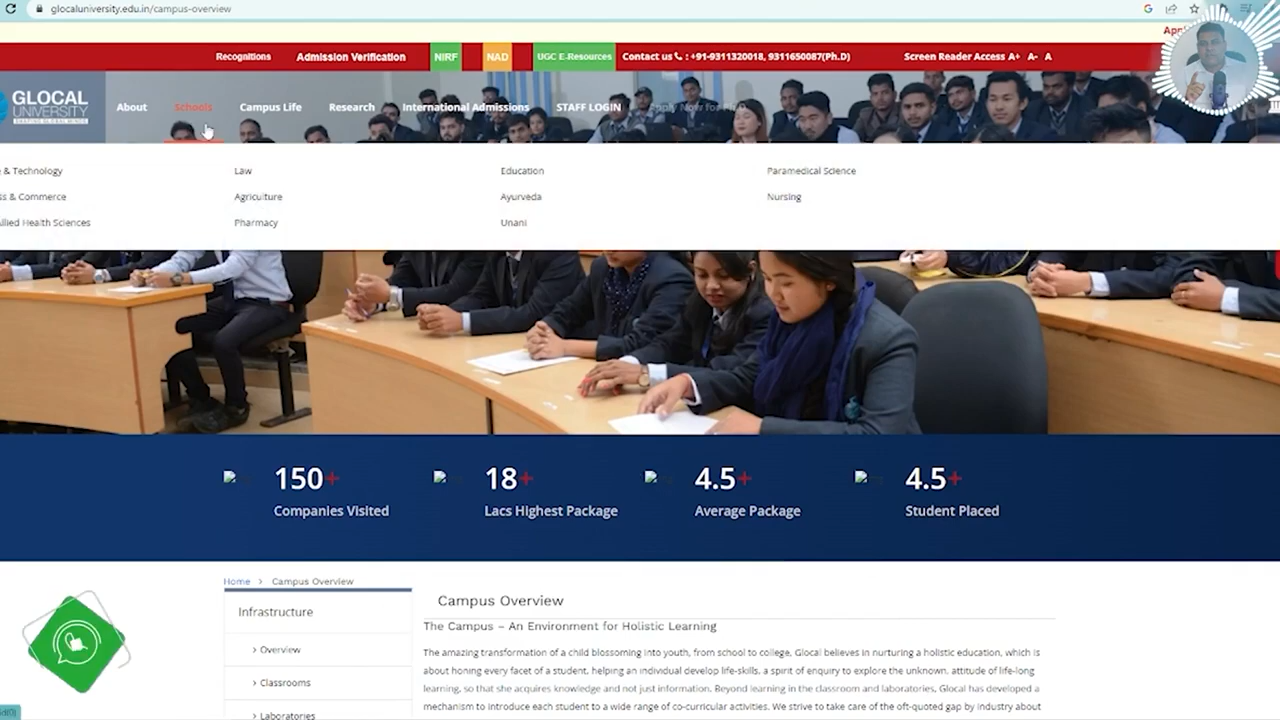 glocaluniversity.edu.in/campus-overview
Recognitions Admission Verification NIRF NAD UGC E-Resources Contact us : +91-9311320018, 9311650087(Ph.D) Screen Reader Access A+ A- A
GLOCAL
UNIVERSITY
About Schools Campus Life Research International Admissions STAFF LOGIN Apply Now for Ph.D
& Technology Law Education Paramedical Science
& Commerce Agriculture Ayurveda Nursing
Allied Health Sciences Pharmacy Unani
150+ 18+ 4.5+ 4.5+
Companies Visited Lacs Highest Package Average Package Student Placed
Home > Campus Overview
Infrastructure
> Overview
> Classrooms
> Laboratories
Campus Overview
The Campus – An Environment for Holistic Learning
The amazing transformation of a child blossoming into youth, from school to college, Glocal believes in nurturing a holistic education, which is
about honing every facet of a student, helping an individual develop life-skills, a spirit of enquiry to explore the unknown, attitude of life-long
learning, so that she acquires knowledge and not just information. Beyond learning in the classroom and laboratories, Glocal has developed a
mechanism to introduce each student to a wide range of co-curricular activities. We strive to take care of the oft-quoted gap by industry about